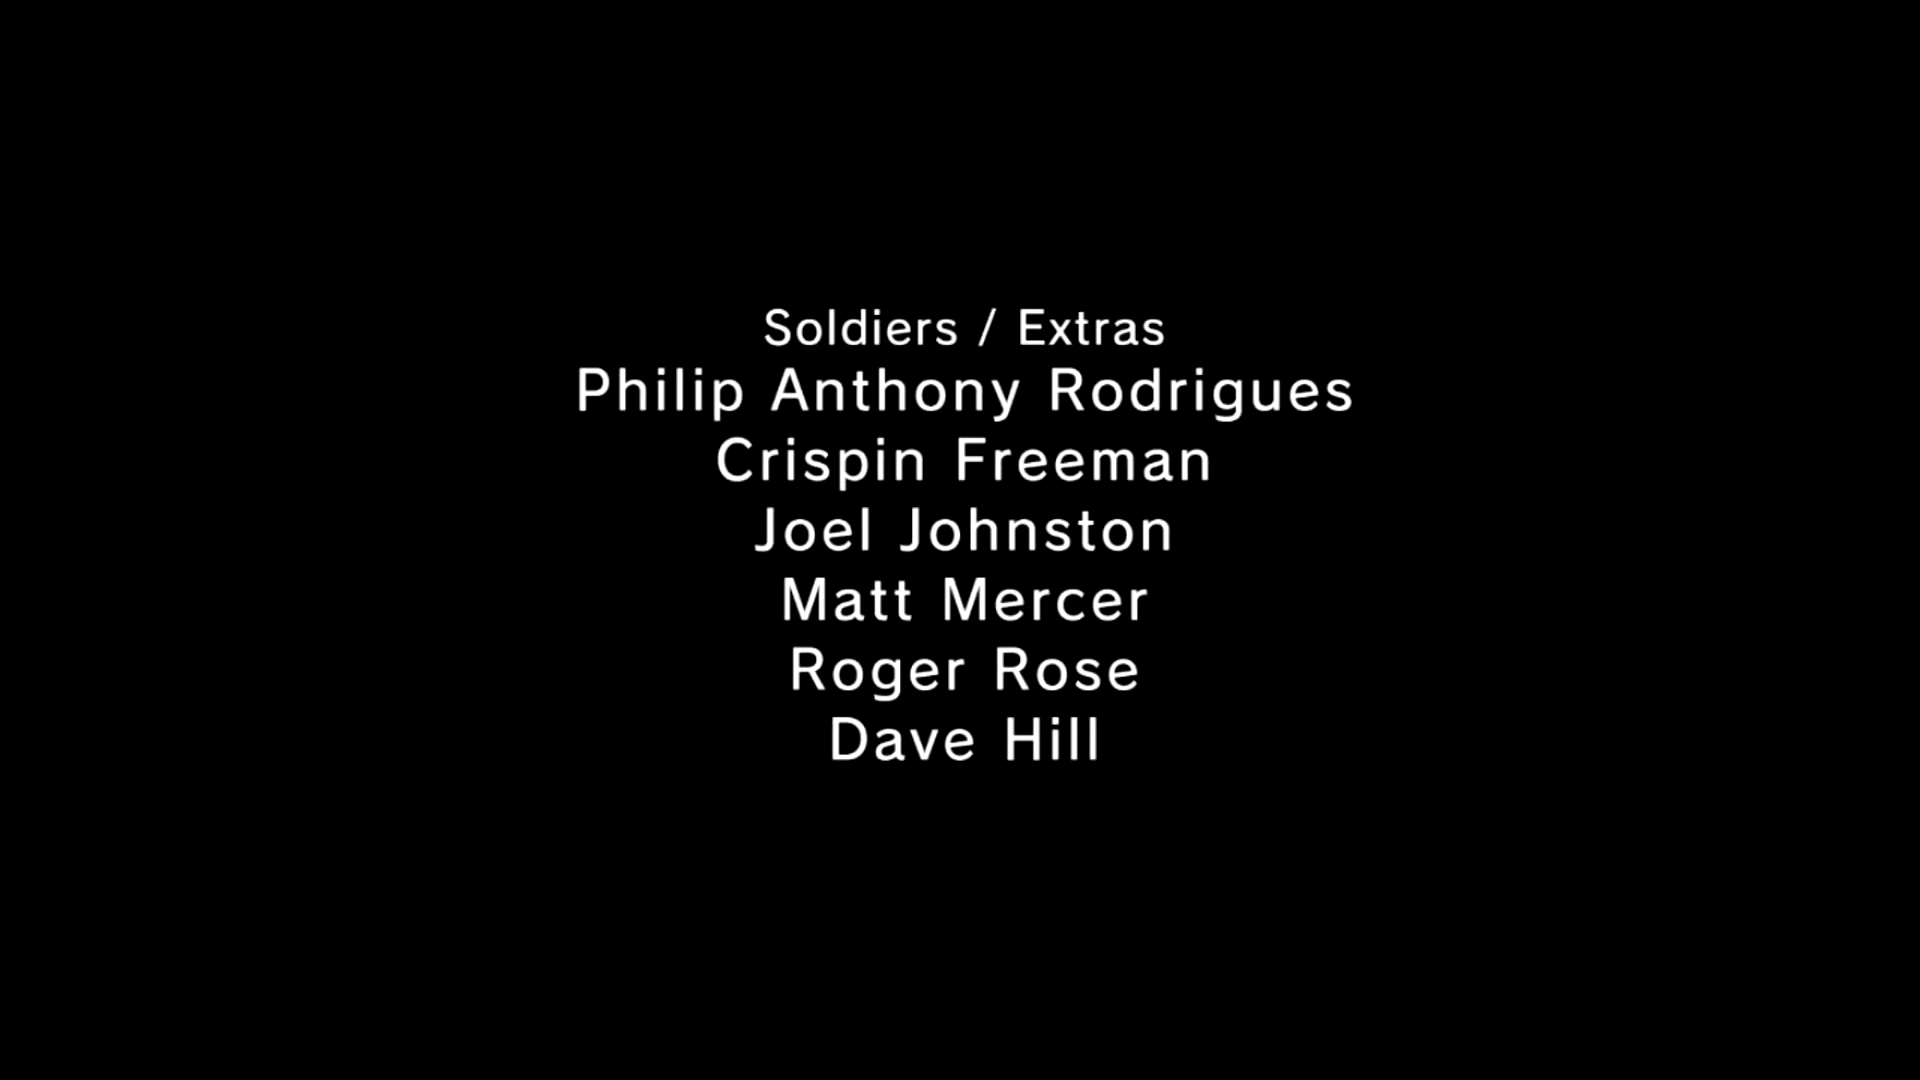 Soldiers / Extras
Philip Anthony Rodrigues
Crispin Freeman
Joel Johnston
Matt Mercer
Roger Rose
Dave Hill